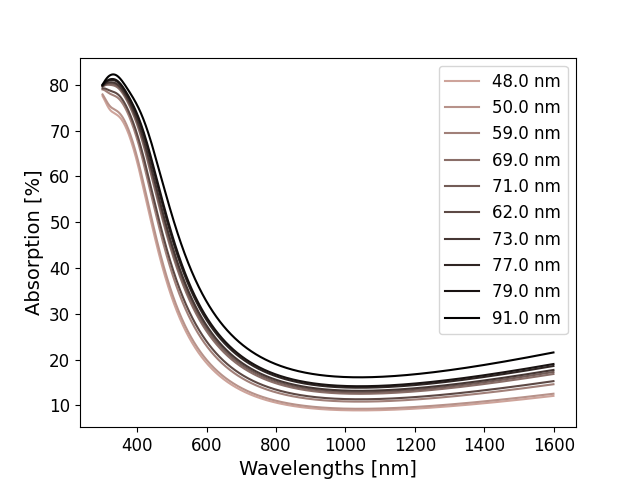 80
70
60
50
40
30
20
10
Absorption [%]
400
600
800
1000
1200
1400
1600
Wavelengths [nm]
48.0 nm
50.0 nm
59.0 nm
69.0 nm
71.0 nm
62.0 nm
73.0 nm
77.0 nm
79.0 nm
91.0 nm